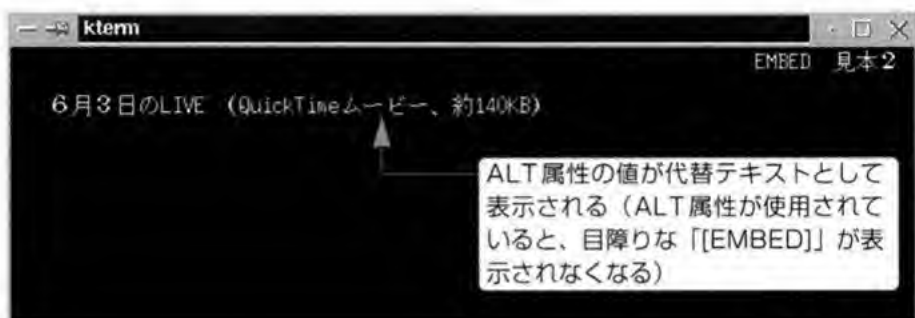 kterm
EMBED 見本2
6月3日のLIVE (QuickTimeムービー、約140KB)
ALT属性の値が代替テキストとして
表示される（ALT属性が使用されて
いると、目障りな「[EMBED]」が表
示されなくなる）